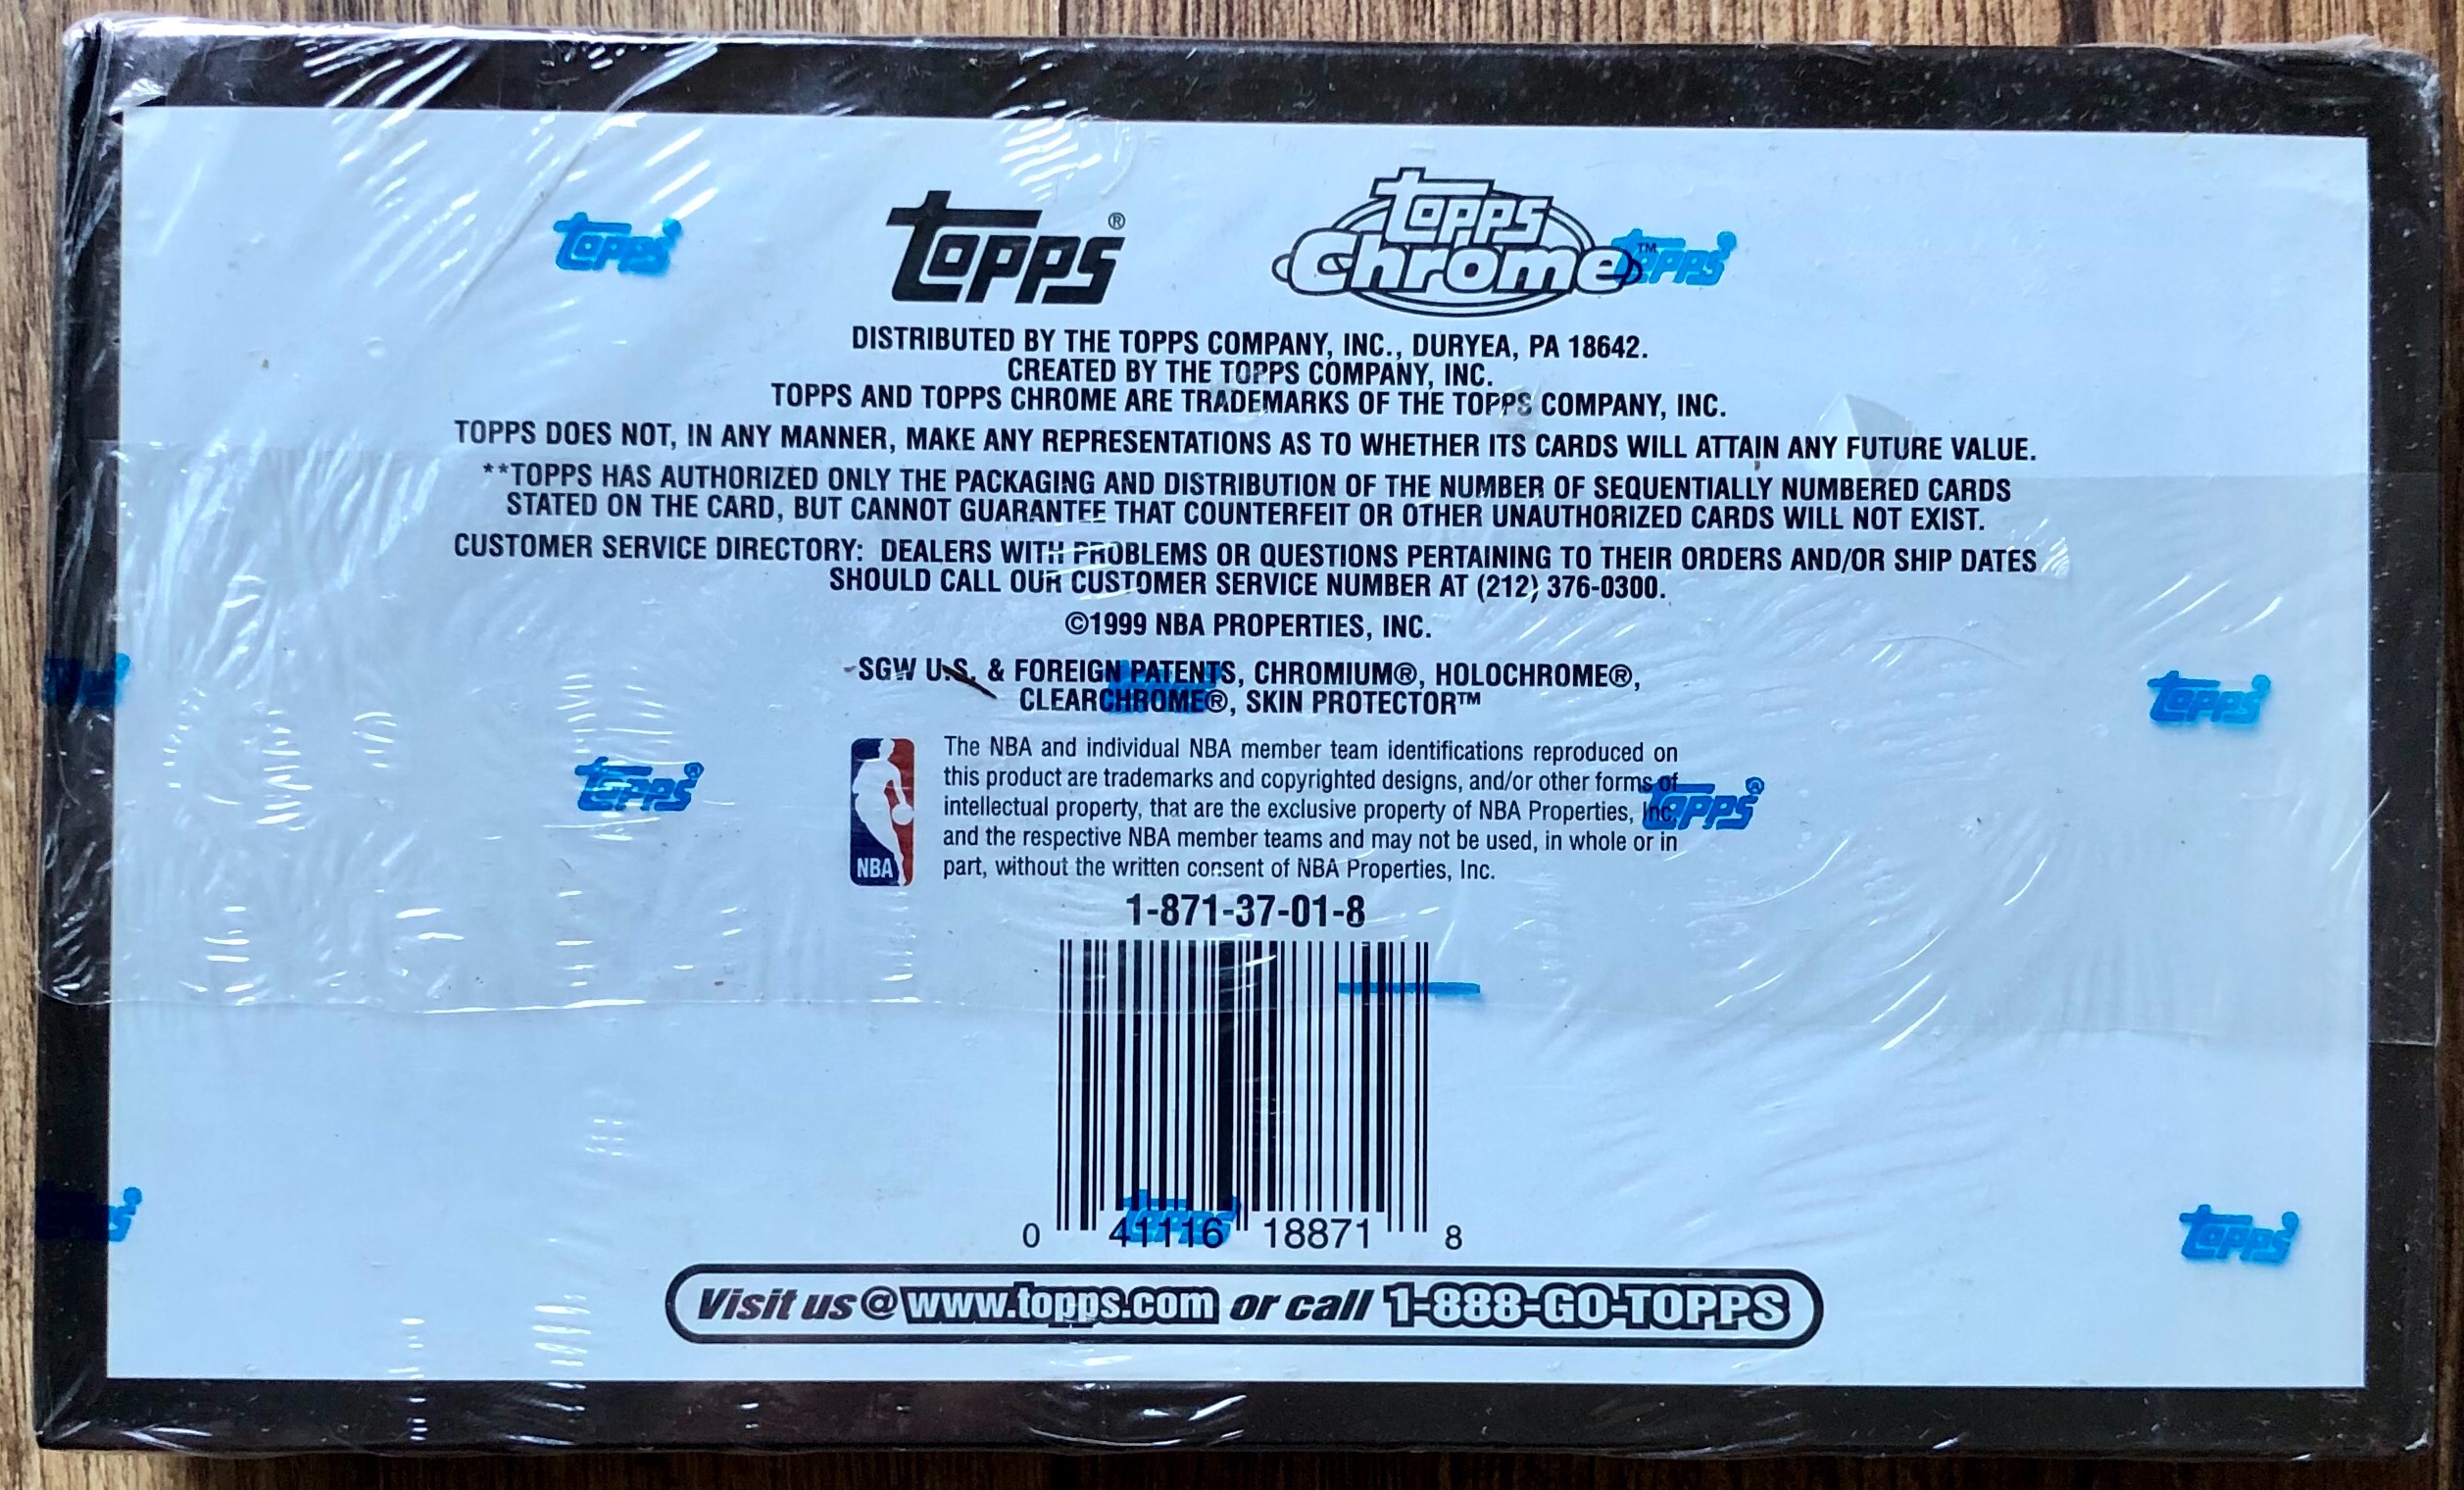 topps®
topps Chrome™
topps
topps
DISTRIBUTED BY THE TOPPS COMPANY, INC., DURYEA, PA 18642.
CREATED BY THE TOPPS COMPANY, INC.
TOPPS AND TOPPS CHROME ARE TRADEMARKS OF THE TOPPS COMPANY, INC.
TOPPS DOES NOT, IN ANY MANNER, MAKE ANY REPRESENTATIONS AS TO WHETHER ITS CARDS WILL ATTAIN ANY FUTURE VALUE.
**TOPPS HAS AUTHORIZED ONLY THE PACKAGING AND DISTRIBUTION OF THE NUMBER OF SEQUENTIALLY NUMBERED CARDS
STATED ON THE CARD, BUT CANNOT GUARANTEE THAT COUNTERFEIT OR OTHER UNAUTHORIZED CARDS WILL NOT EXIST.
CUSTOMER SERVICE DIRECTORY: DEALERS WITH PROBLEMS OR QUESTIONS PERTAINING TO THEIR ORDERS AND/OR SHIP DATES
SHOULD CALL OUR CUSTOMER SERVICE NUMBER AT (212) 376-0300.
©1999 NBA PROPERTIES, INC.
SGW U.S. & FOREIGN PATENTS, CHROMIUM®, HOLOCHROME®,
CLEARCHROME®, SKIN PROTECTOR™
topps
NBA
The NBA and individual NBA member team identifications reproduced on
this product are trademarks and copyrighted designs, and/or other forms of
intellectual property, that are the exclusive property of NBA Properties, Inc.
and the respective NBA member teams and may not be used, in whole or in
part, without the written consent of NBA Properties, Inc.
topps®
topps®
1-871-37-01-8
0 41116 18871 8
topps
topps
Visit us @ www.topps.com or call 1-888-GO-TOPPS